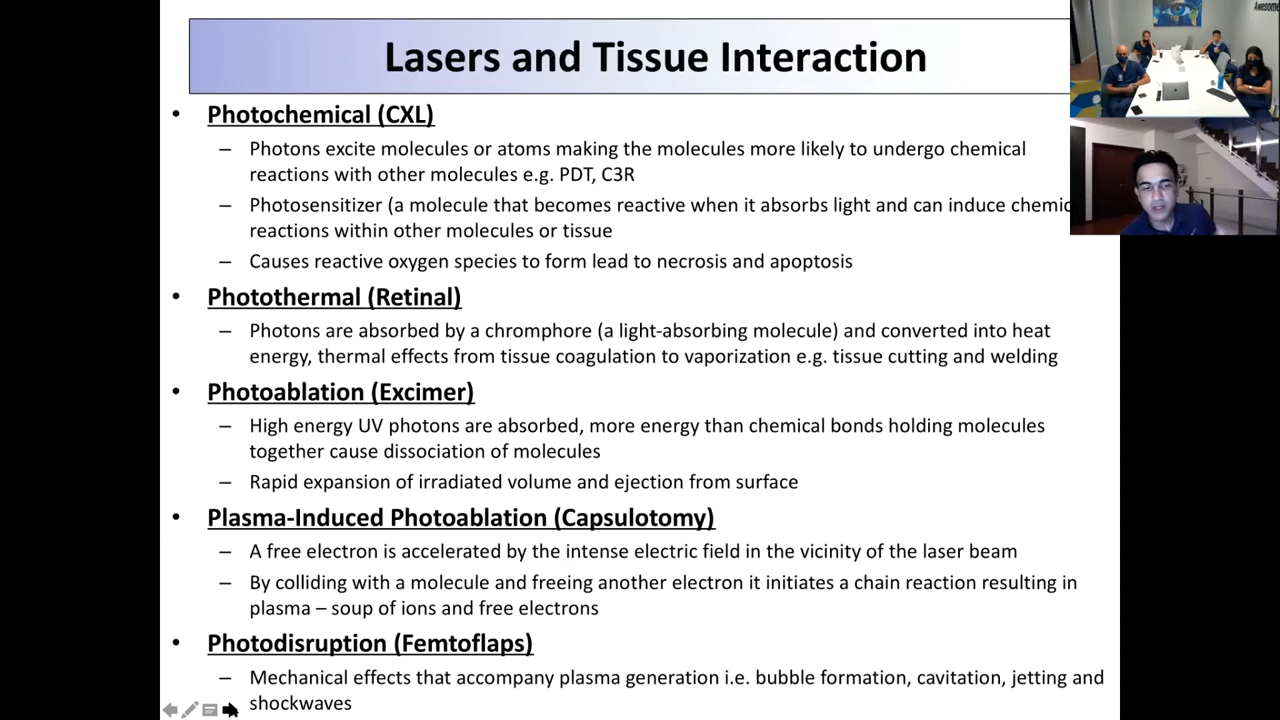 Lasers and Tissue Interaction
• Photochemical (CXL)
– Photons excite molecules or atoms making the molecules more likely to undergo chemical
reactions with other molecules e.g. PDT, C3R
– Photosensitizer (a molecule that becomes reactive when it absorbs light and can induce chemic
reactions within other molecules or tissue
– Causes reactive oxygen species to form lead to necrosis and apoptosis
• Photothermal (Retinal)
– Photons are absorbed by a chromphore (a light-absorbing molecule) and converted into heat
energy, thermal effects from tissue coagulation to vaporization e.g. tissue cutting and welding
• Photoablation (Excimer)
– High energy UV photons are absorbed, more energy than chemical bonds holding molecules
together cause dissociation of molecules
– Rapid expansion of irradiated volume and ejection from surface
• Plasma-Induced Photoablation (Capsulotomy)
– A free electron is accelerated by the intense electric field in the vicinity of the laser beam
– By colliding with a molecule and freeing another electron it initiates a chain reaction resulting in
plasma – soup of ions and free electrons
• Photodisruption (Femtoflaps)
– Mechanical effects that accompany plasma generation i.e. bubble formation, cavitation, jetting and
shockwaves
Awesome